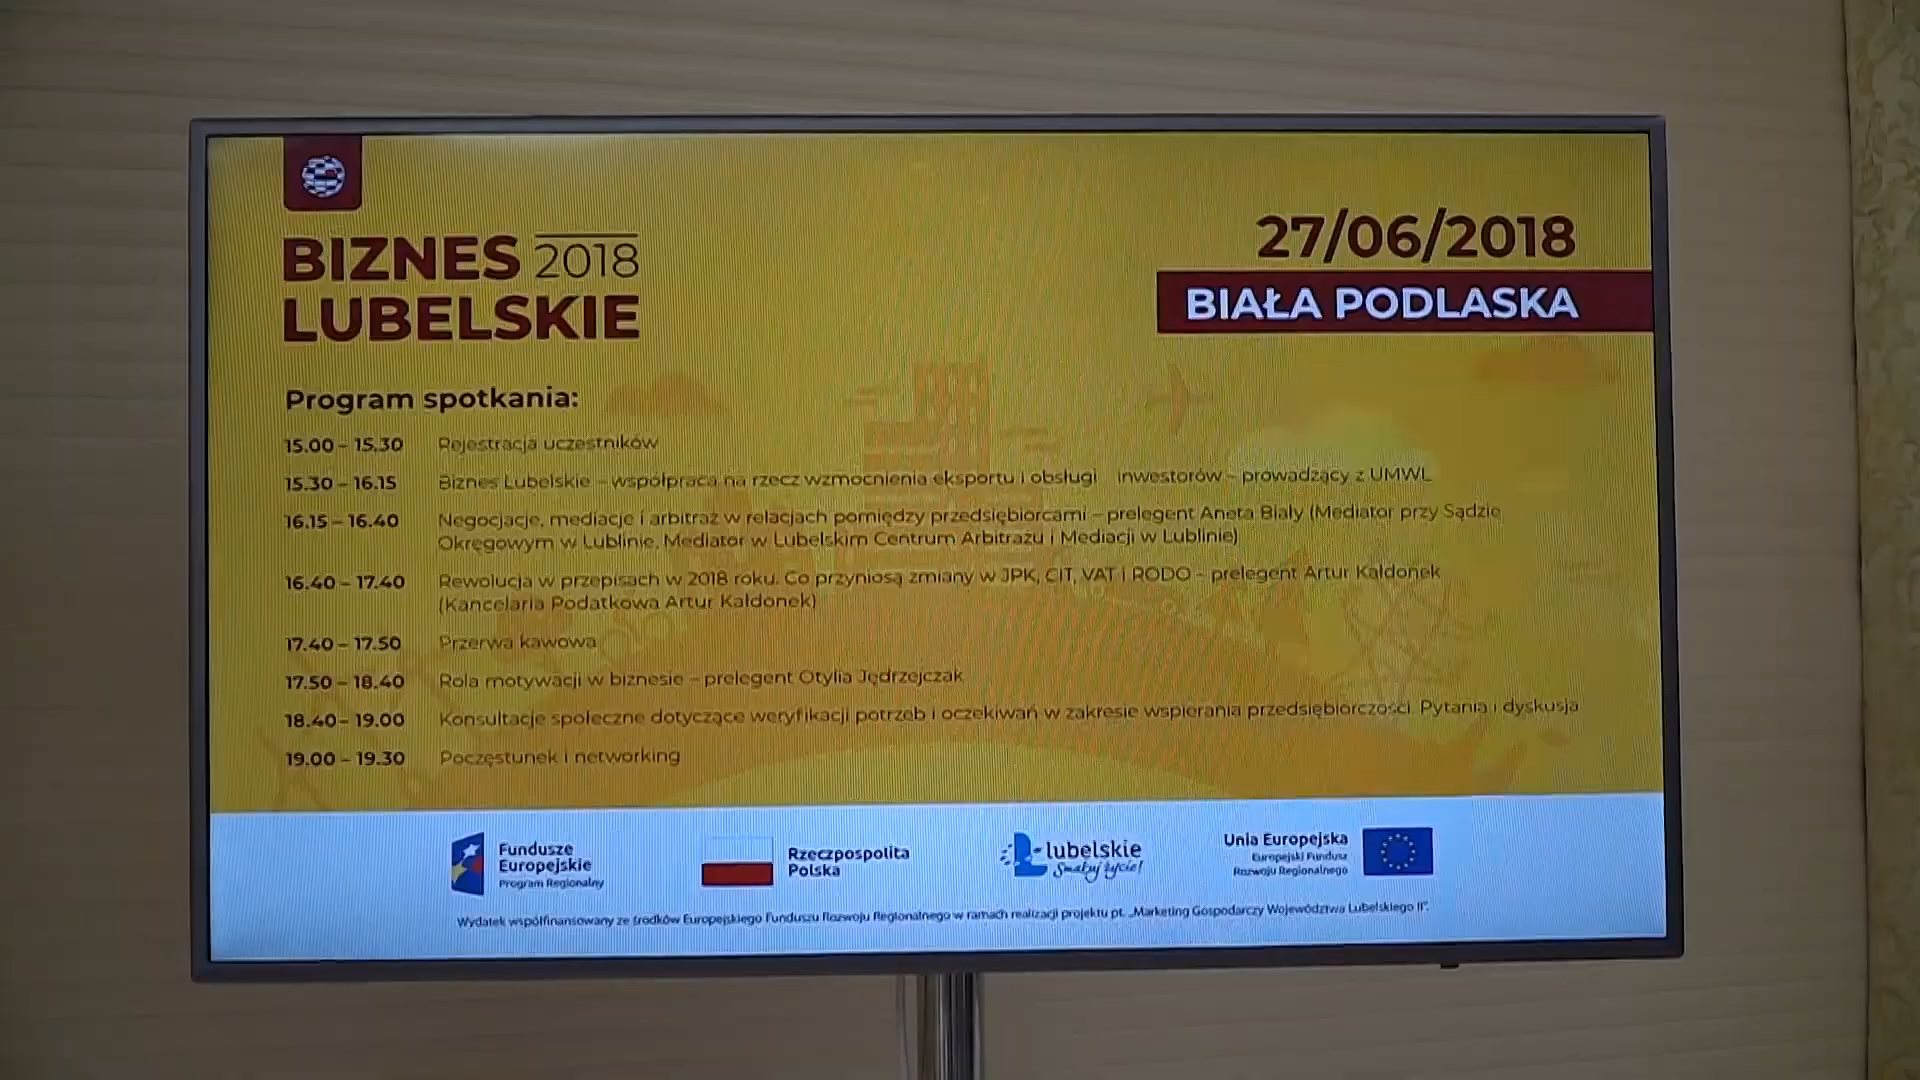 BIZNES 2018
LUBELSKIE
27/06/2018
BIAŁA PODLASKA
Program spotkania:
15.00 – 15.30 Rejestracja uczestników
15.30 – 16.15 Biznes Lubelskie – współpraca na rzecz wzmocnienia eksportu i obsługi inwestorów – prowadzący z UMWL
16.15 – 16.40 Negocjacje, mediacje i arbitraż w relacjach pomiędzy przedsiębiorcami – prelegent Aneta Biały (Mediator przy Sądzie
Okręgowym w Lublinie, Mediator w Lubelskim Centrum Arbitrażu i Mediacji w Lublinie)
16.40 – 17.40 Rewolucja w przepisach w 2018 roku. Co przyniosą zmiany w JPK, CIT, VAT i RODO – prelegent Artur Kałdonek
(Kancelaria Podatkowa Artur Kałdonek)
17.40 – 17.50 Przerwa kawowa
17.50 – 18.40 Rola motywacji w biznesie – prelegent Otylia Jędrzejczak
18.40 – 19.00 Konsultacje społeczne dotyczące weryfikacji potrzeb i oczekiwań w zakresie wspierania przedsiębiorczości. Pytania i dyskusja
19.00 – 19.30 Poczęstunek i networking
Fundusze
Europejskie
Program Regionalny
Rzeczpospolita
Polska
lubelskie
Smakuj życie!
Unia Europejska
Europejski Fundusz
Rozwoju Regionalnego
Wydatek współfinansowany ze środków Europejskiego Funduszu Rozwoju Regionalnego w ramach realizacji projektu pt. „Marketing Gospodarczy Województwa Lubelskiego II”.